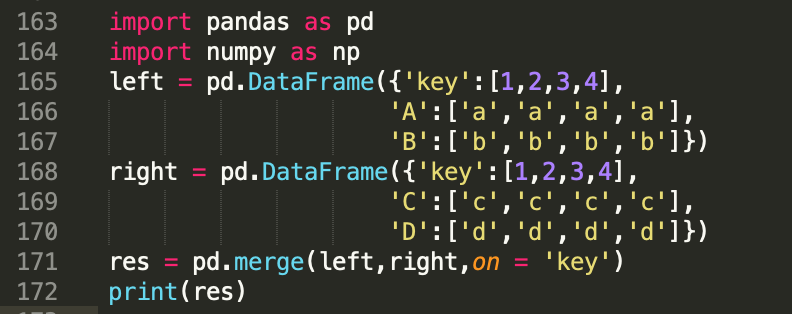 163 import pandas as pd
164 import numpy as np
165 left = pd.DataFrame({'key':[1,2,3,4],
166 'A':['a','a','a','a'],
167 'B':['b','b','b','b']})
168 right = pd.DataFrame({'key':[1,2,3,4],
169 'C':['c','c','c','c'],
170 'D':['d','d','d','d']})
171 res = pd.merge(left,right,on = 'key')
172 print(res)